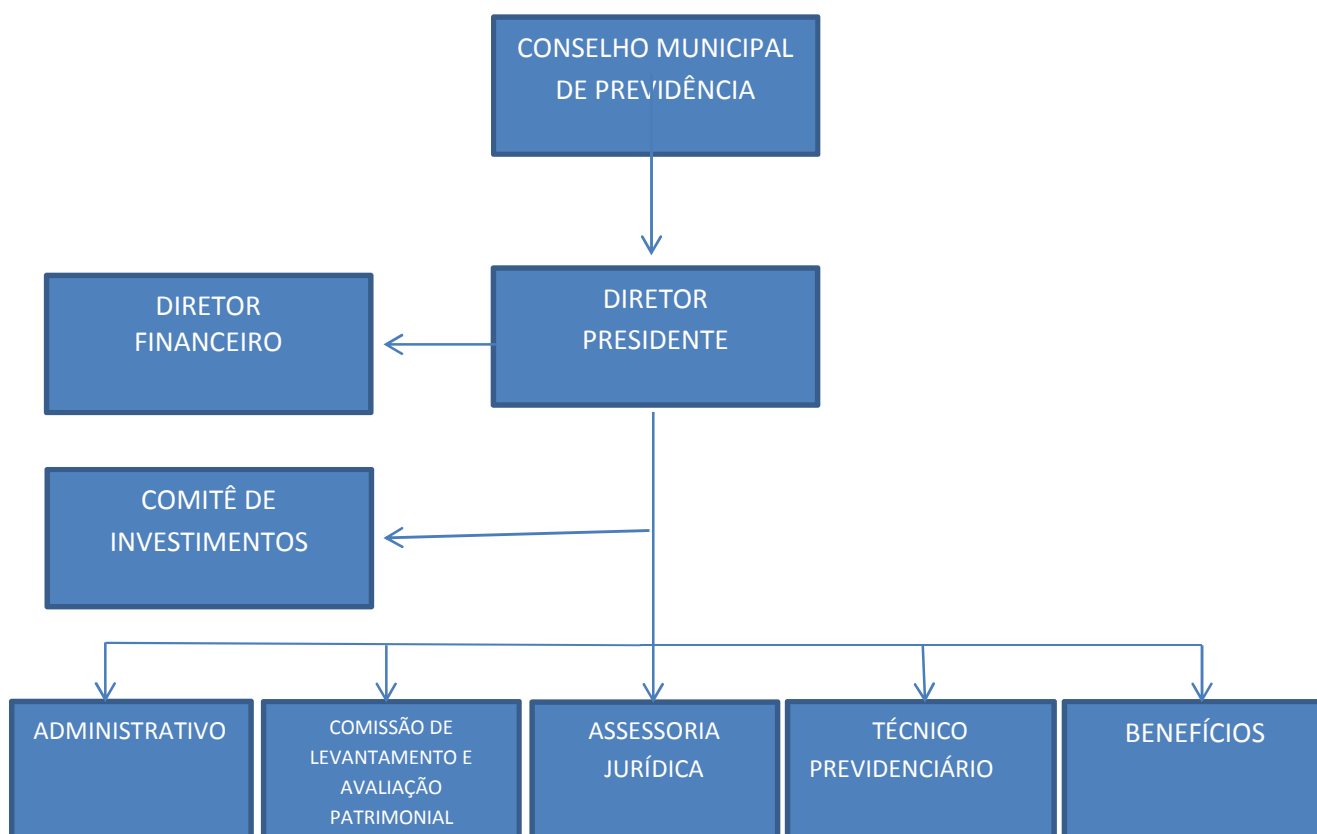 CONSELHO MUNICIPAL
DE PREVIDÊNCIA
DIRETOR
FINANCEIRO
DIRETOR
PRESIDENTE
COMITÊ DE
INVESTIMENTOS
ADMINISTRATIVO
COMISSÃO DE
LEVANTAMENTO E
AVALIAÇÃO
PATRIMONIAL
ASSESSORIA
JURÍDICA
TÉCNICO
PREVIDENCIÁRIO
BENEFÍCIOS